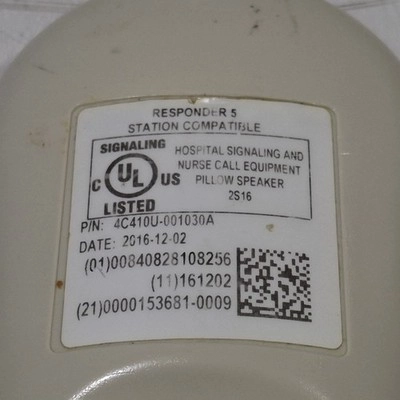 RESPONDER 5
STATION COMPATIBLE
SIGNALING
C UL US
LISTED
HOSPITAL SIGNALING AND
NURSE CALL EQUIPMENT
PILLOW SPEAKER
2S16
P/N: 4C410U-001030A
DATE: 2016-12-02
(01)00840828108256
(11)161202
(21)0000153681-0009